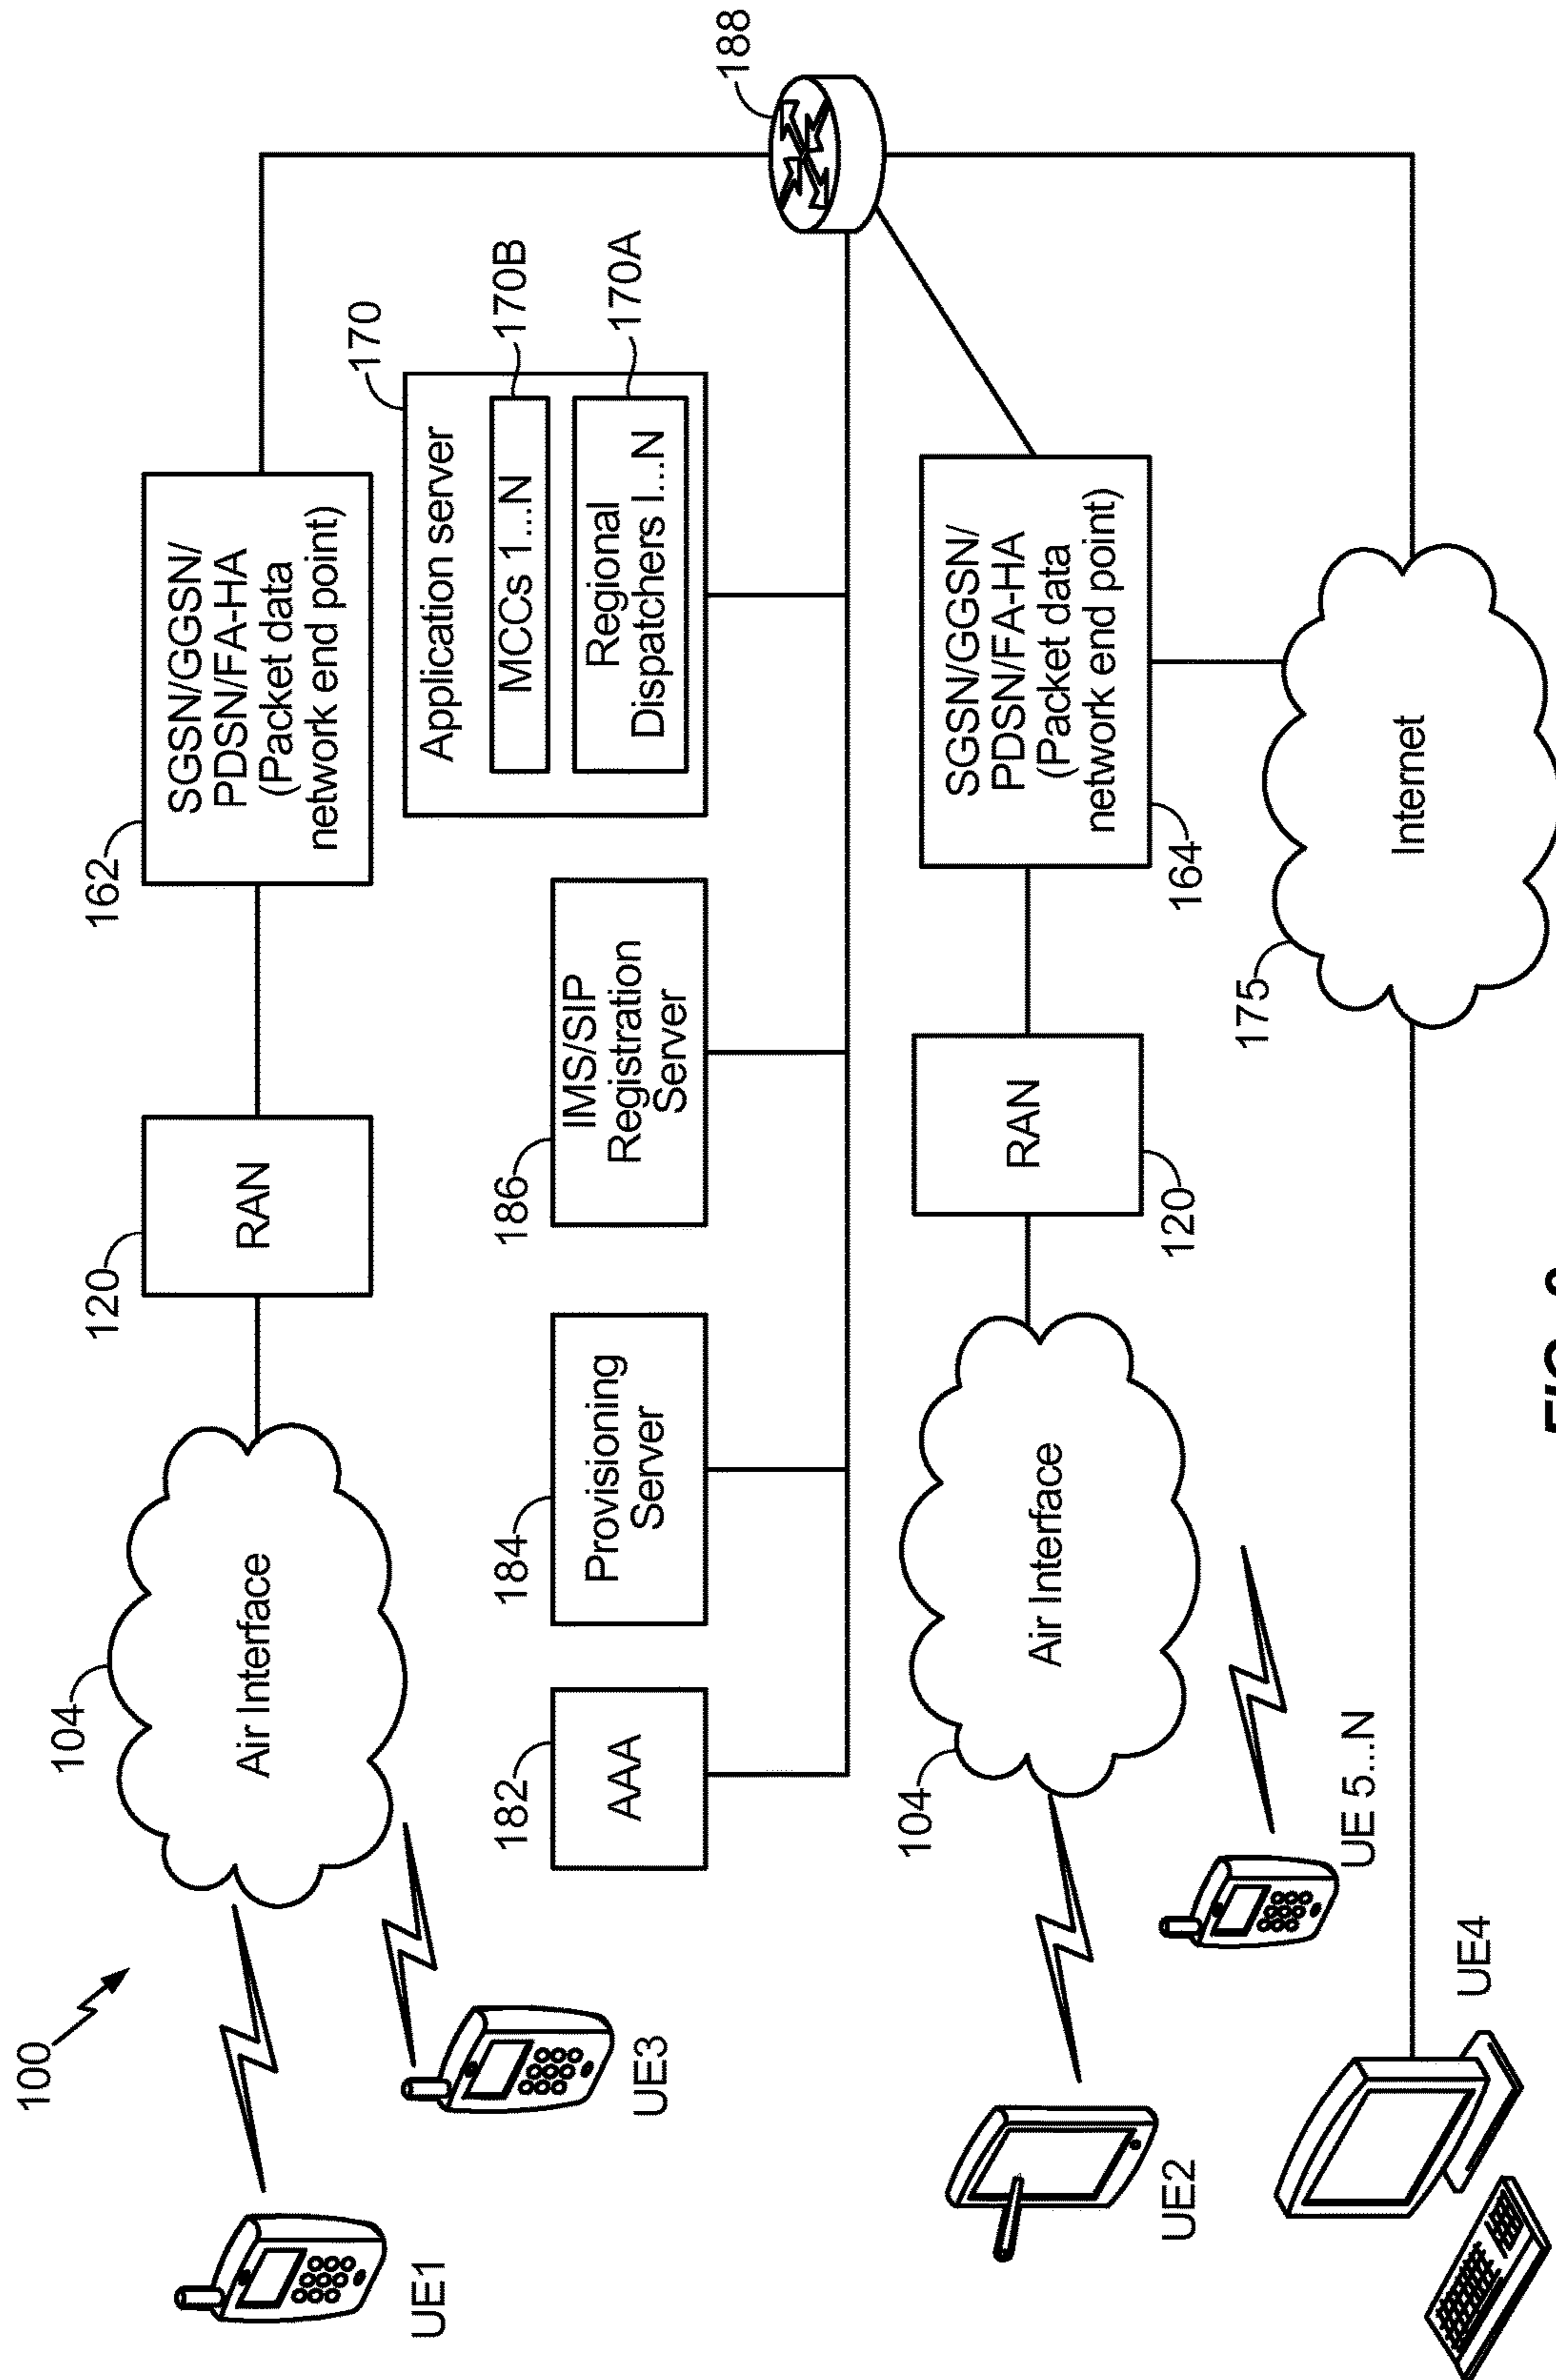 100
104
Air Interface
120
RAN
162
SGSN/GGSN/
PDSN/FA-HA
(Packet data
network end point)
UE1
UE3
182
AAA
184
Provisioning
Server
186
IMS/SIP
Registration
Server
170
Application server
MCCs 1...N
170B
Regional
Dispatchers I...N
170A
188
104
Air Interface
120
RAN
164
SGSN/GGSN/
PDSN/FA-HA
(Packet data
network end point)
UE2
UE 5...N
175
Internet
UE4
FIG.